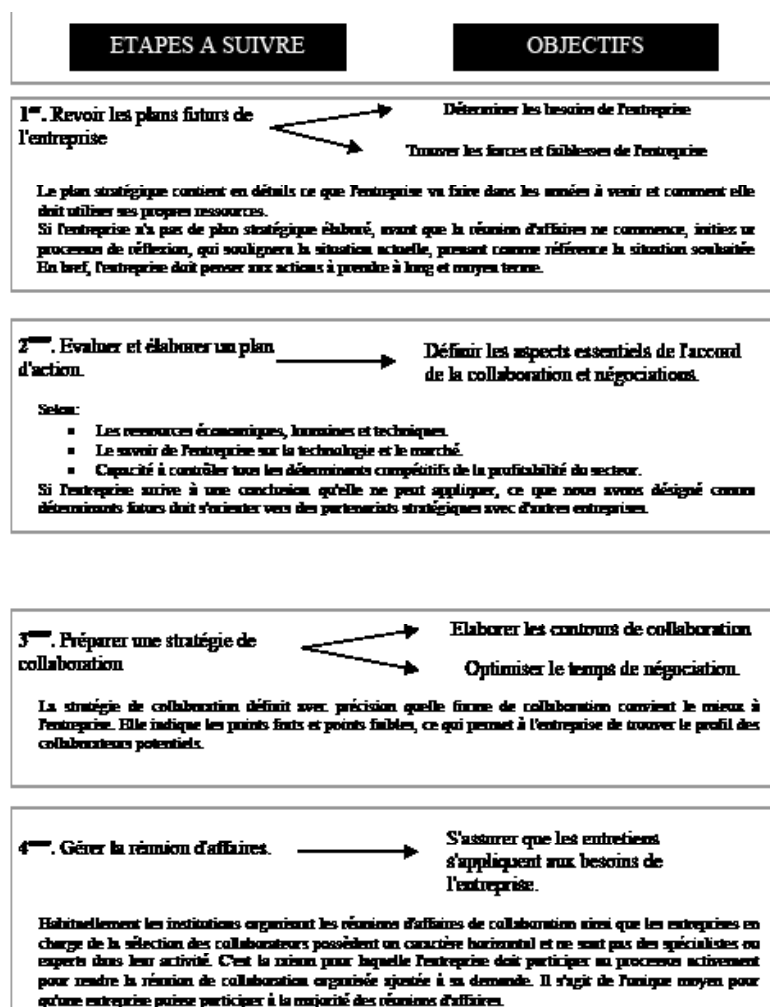 ETAPES A SUIVRE
OBJECTIFS
1ère. Revoir les plans futurs de
l'entreprise
Déterminer les besoins de l'entreprise
Trouver les forces et faiblesses de l'entreprise
Le plan stratégique contient en détails ce que l'entreprise va faire dans les années à venir et comment elle
doit utiliser ses propres ressources.
Si l'entreprise n'a pas de plan stratégique élaboré, avant que la réunion d'affaires ne commence, initiez un
processus de réflexion, qui soulignera la situation actuelle, prenant comme référence la situation souhaitée
En bref, l'entreprise doit penser aux actions à prendre à long et moyen terme.
2ème. Evaluer et élaborer un plan
d'action.
Définir les aspects essentiels de l'accord
de la collaboration et négociations.
Selon:
Les ressources économiques, humaines et techniques.
Le savoir de l'entreprise sur la technologie et le marché.
Capacité à contrôler tous les déterminants compétitifs de la profitabilité du secteur.
Si l'entreprise arrive à une conclusion qu'elle ne peut appliquer, ce que nous avons désigné comme
déterminants futurs doit s'orienter vers des partenariats stratégiques avec d'autres entreprises.
3ème. Préparer une stratégie de
collaboration
Elaborer les contours de collaboration
Optimiser le temps de négociation.
La stratégie de collaboration définit avec précision quelle forme de collaboration convient le mieux à
l'entreprise. Elle indique les points forts et points faibles, ce qui permet à l'entreprise de trouver le profil des
collaborateurs potentiels.
4ème. Gérer la réunion d'affaires.
S'assurer que les entretiens
s'appliquent aux besoins de
l'entreprise.
Habituellement les institutions organisant les réunions d'affaires de collaboration ainsi que les entreprises en
charge de la sélection des collaborateurs possèdent un caractère horizontal et ne sont pas des spécialistes ou
experts dans leur activité. C'est la raison pour laquelle l'entreprise doit participer au processus activement
pour rendre la réunion de collaboration organisée ajustée à sa demande. Il s'agit de l'unique moyen pour
qu'une entreprise puisse participer à la majorité des réunions d'affaires.